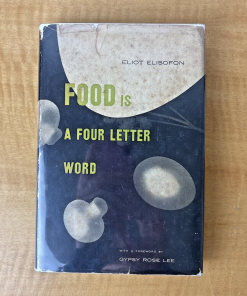 ELIOT ELISOFON
FOOD IS
A FOUR LETTER
WORD
WITH A FOREWORD BY
GYPSY ROSE LEE